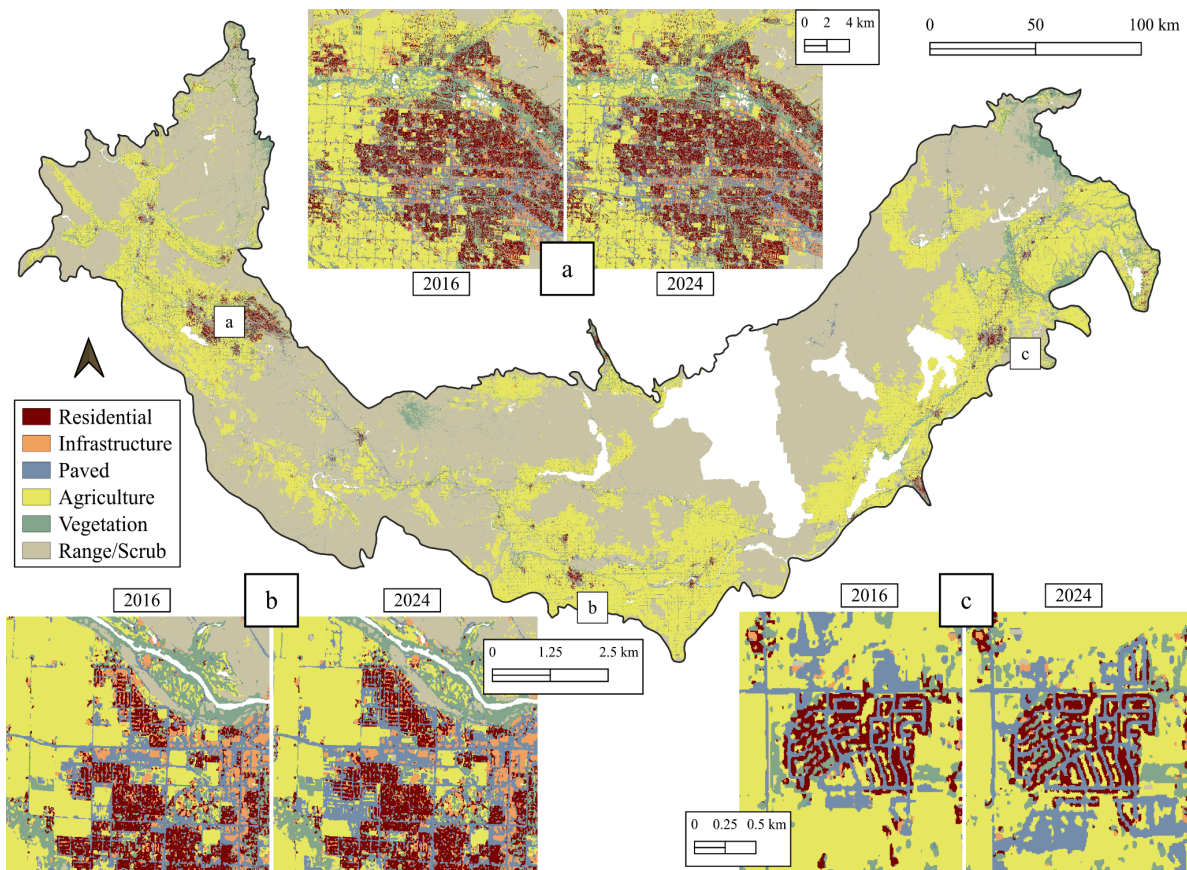 0 2 4 km
0 50 100 km
2016
a
2024
a
c
Residential
Infrastructure
Paved
Agriculture
Vegetation
Range/Scrub
b
2016
b
2024
0 1.25 2.5 km
2016
c
2024
0 0.25 0.5 km